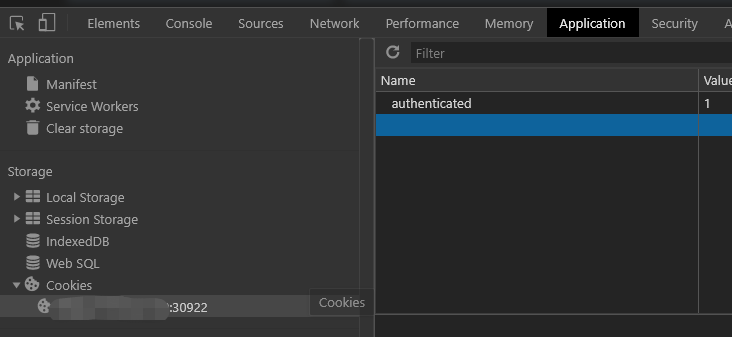 Elements Console Sources Network Performance Memory Application Security A
Application
Manifest
Service Workers
Clear storage
Storage
Local Storage
Session Storage
IndexedDB
Web SQL
Cookies
:30922
Cookies
Filter
Name Value
authenticated 1